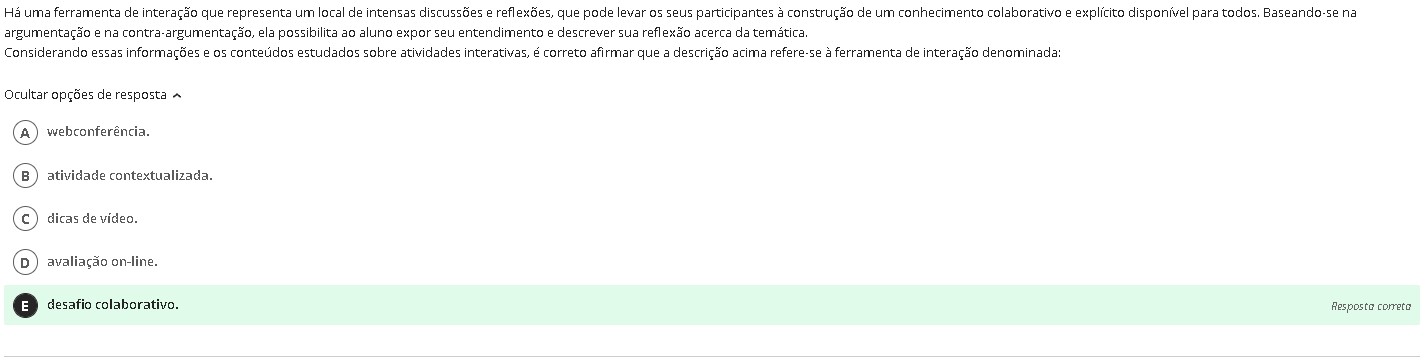 Há uma ferramenta de interação que representa um local de intensas discussões e reflexões, que pode levar os seus participantes à construção de um conhecimento colaborativo e explícito disponível para todos. Baseando-se na
argumentação e na contra-argumentação, ela possibilita ao aluno expor seu entendimento e descrever sua reflexão acerca da temática.
Considerando essas informações e os conteúdos estudados sobre atividades interativas, é correto afirmar que a descrição acima refere-se à ferramenta de interação denominada:
Ocultar opções de resposta
A webconferência.
B atividade contextualizada.
C dicas de vídeo.
D avaliação on-line.
E desafio colaborativo. Resposta correta